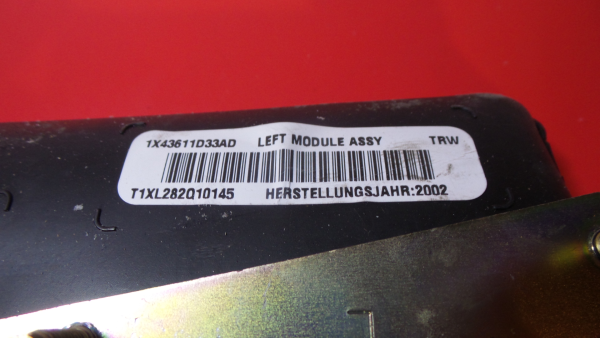 1X43611D33AD LEFT MODULE ASSY TRW
T1XL282Q10145 HERSTELLUNGSJAHR:2002